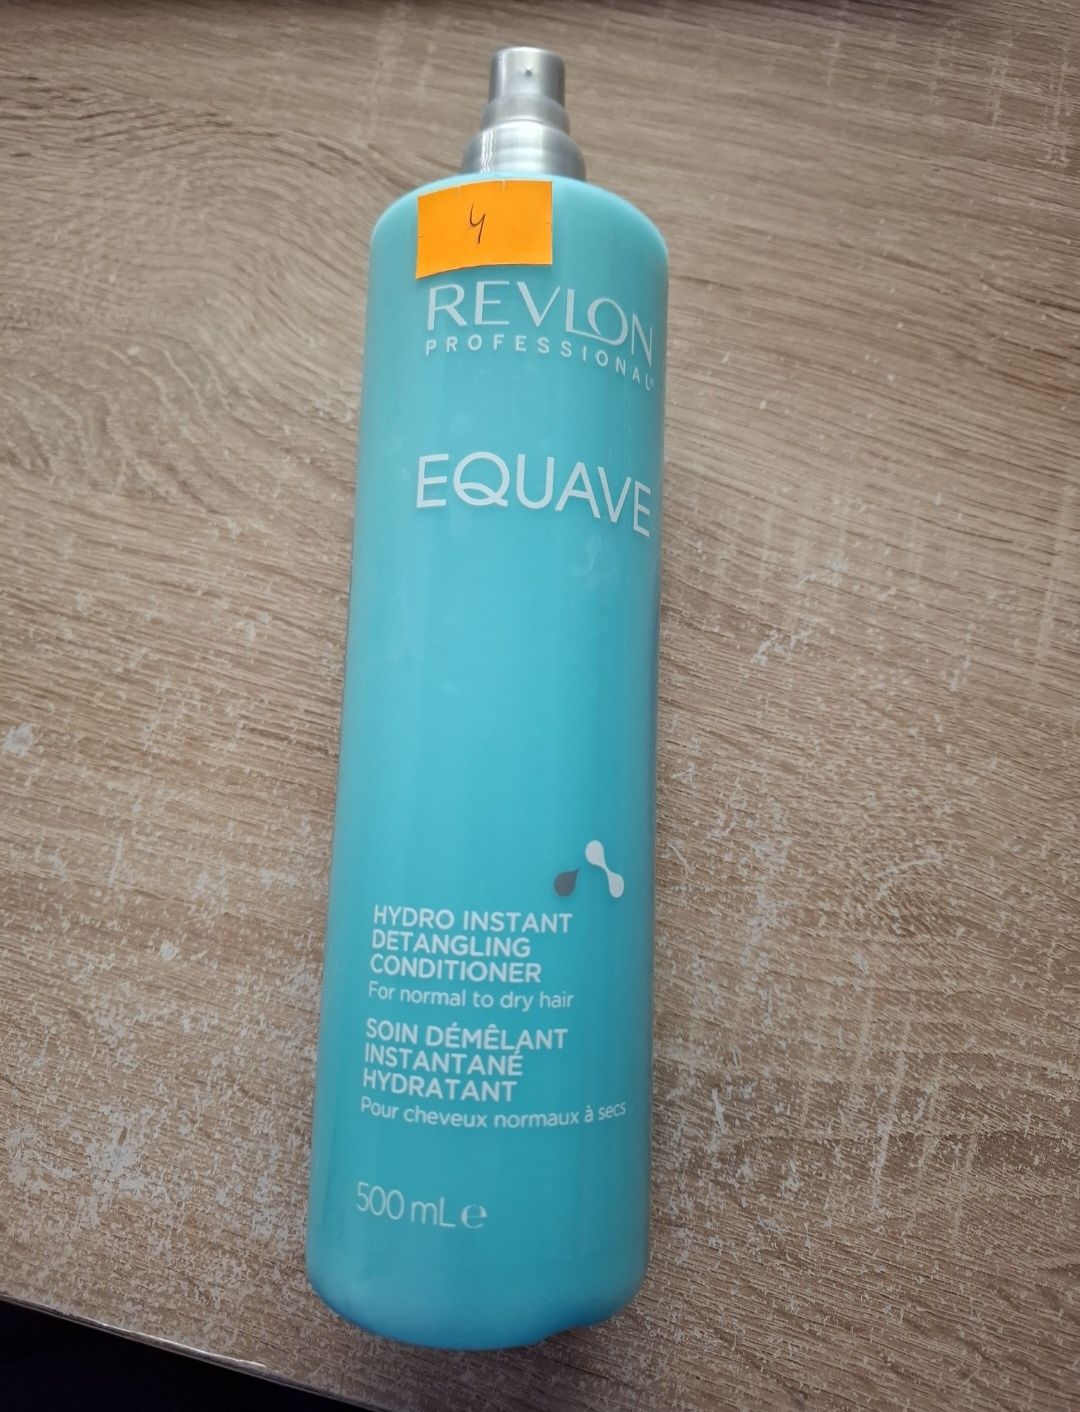 4
REVLON
PROFESSIONAL®
EQUAVE
HYDRO INSTANT
DETANGLING
CONDITIONER
For normal to dry hair
SOIN DÉMÊLANT
INSTANTANÉ
HYDRATANT
Pour cheveux normaux à secs
500 mL ℮